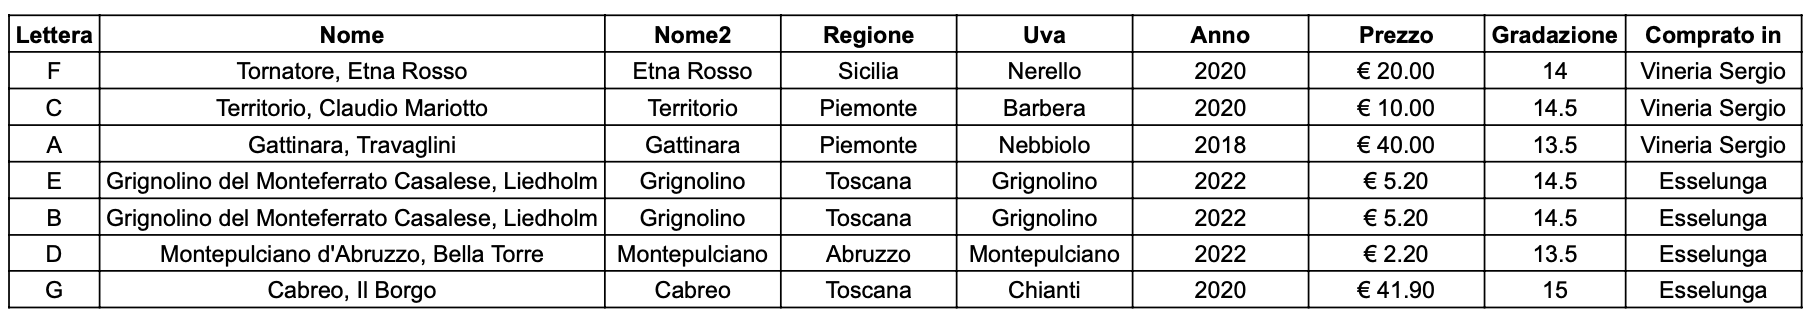 Lettera Nome Nome2 Regione Uva Anno Prezzo Gradazione Comprato in
F Tornatore, Etna Rosso Etna Rosso Sicilia Nerello 2020 € 20.00 14 Vineria Sergio
C Territorio, Claudio Mariotto Territorio Piemonte Barbera 2020 € 10.00 14.5 Vineria Sergio
A Gattinara, Travaglini Gattinara Piemonte Nebbiolo 2018 € 40.00 13.5 Vineria Sergio
E Grignolino del Monteferrato Casalese, Liedholm Grignolino Toscana Grignolino 2022 € 5.20 14.5 Esselunga
B Grignolino del Monteferrato Casalese, Liedholm Grignolino Toscana Grignolino 2022 € 5.20 14.5 Esselunga
D Montepulciano d'Abruzzo, Bella Torre Montepulciano Abruzzo Montepulciano 2022 € 2.20 13.5 Esselunga
G Cabreo, Il Borgo Cabreo Toscana Chianti 2020 € 41.90 15 Esselunga